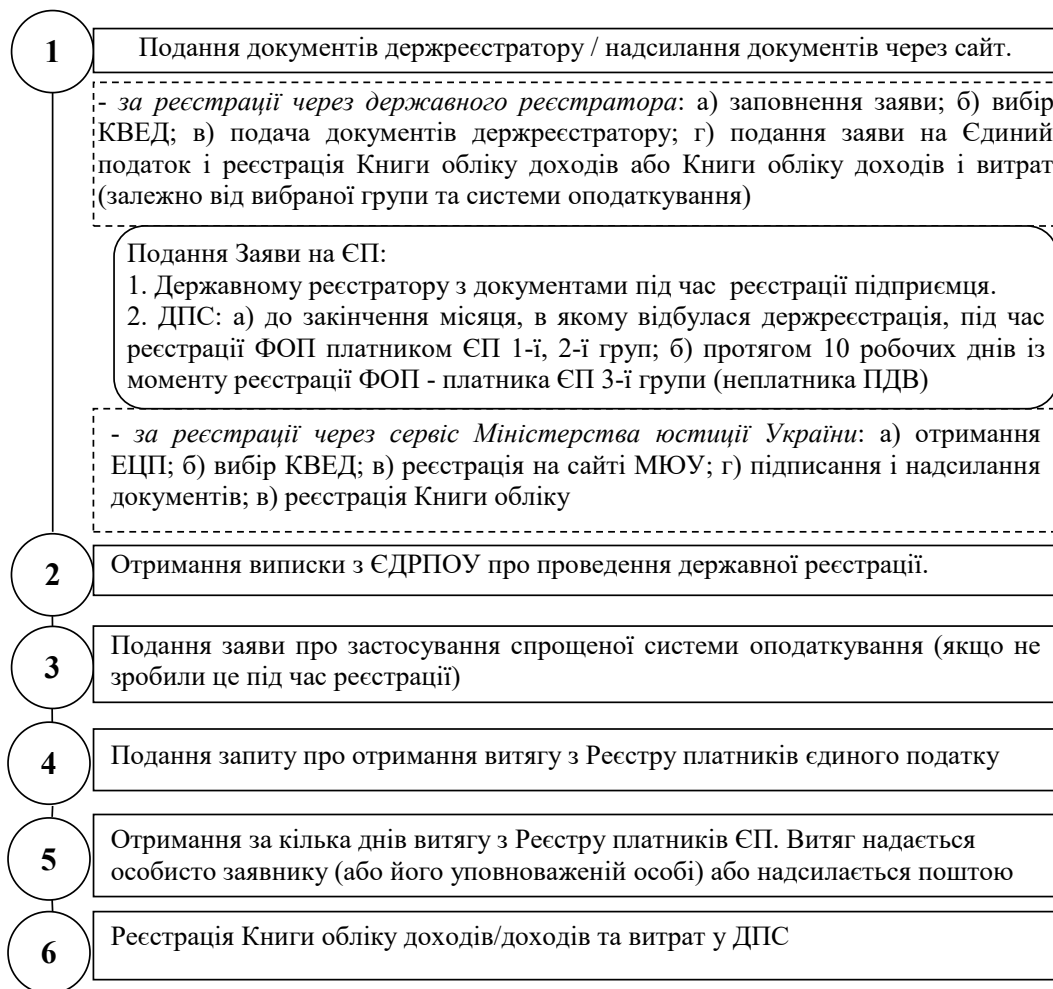 1
Подання документів держреєстратору / надсилання документів через сайт.
- за реєстрації через державного реєстратора: а) заповнення заяви; б) вибір
КВЕД; в) подача документів держреєстратору; г) подання заяви на Єдиний
податок і реєстрація Книги обліку доходів або Книги обліку доходів і витрат
(залежно від вибраної групи та системи оподаткування)
Подання Заяви на ЄП:
1. Державному реєстратору з документами під час реєстрації підприємця.
2. ДПС: а) до закінчення місяця, в якому відбулася держреєстрація, під час
реєстрації ФОП платником ЄП 1-ї, 2-ї груп; б) протягом 10 робочих днів із
моменту реєстрації ФОП - платника ЄП 3-ї групи (неплатника ПДВ)
- за реєстрації через сервіс Міністерства юстиції України: а) отримання
ЕЦП; б) вибір КВЕД; в) реєстрація на сайті МЮУ; г) підписання і надсилання
документів; в) реєстрація Книги обліку
2
Отримання виписки з ЄДРПОУ про проведення державної реєстрації.
3
Подання заяви про застосування спрощеної системи оподаткування (якщо не
зробили це під час реєстрації)
4
Подання запиту про отримання витягу з Реєстру платників єдиного податку
5
Отримання за кілька днів витягу з Реєстру платників ЄП. Витяг надається
особисто заявнику (або його уповноваженій особі) або надсилається поштою
6
Реєстрація Книги обліку доходів/доходів та витрат у ДПС